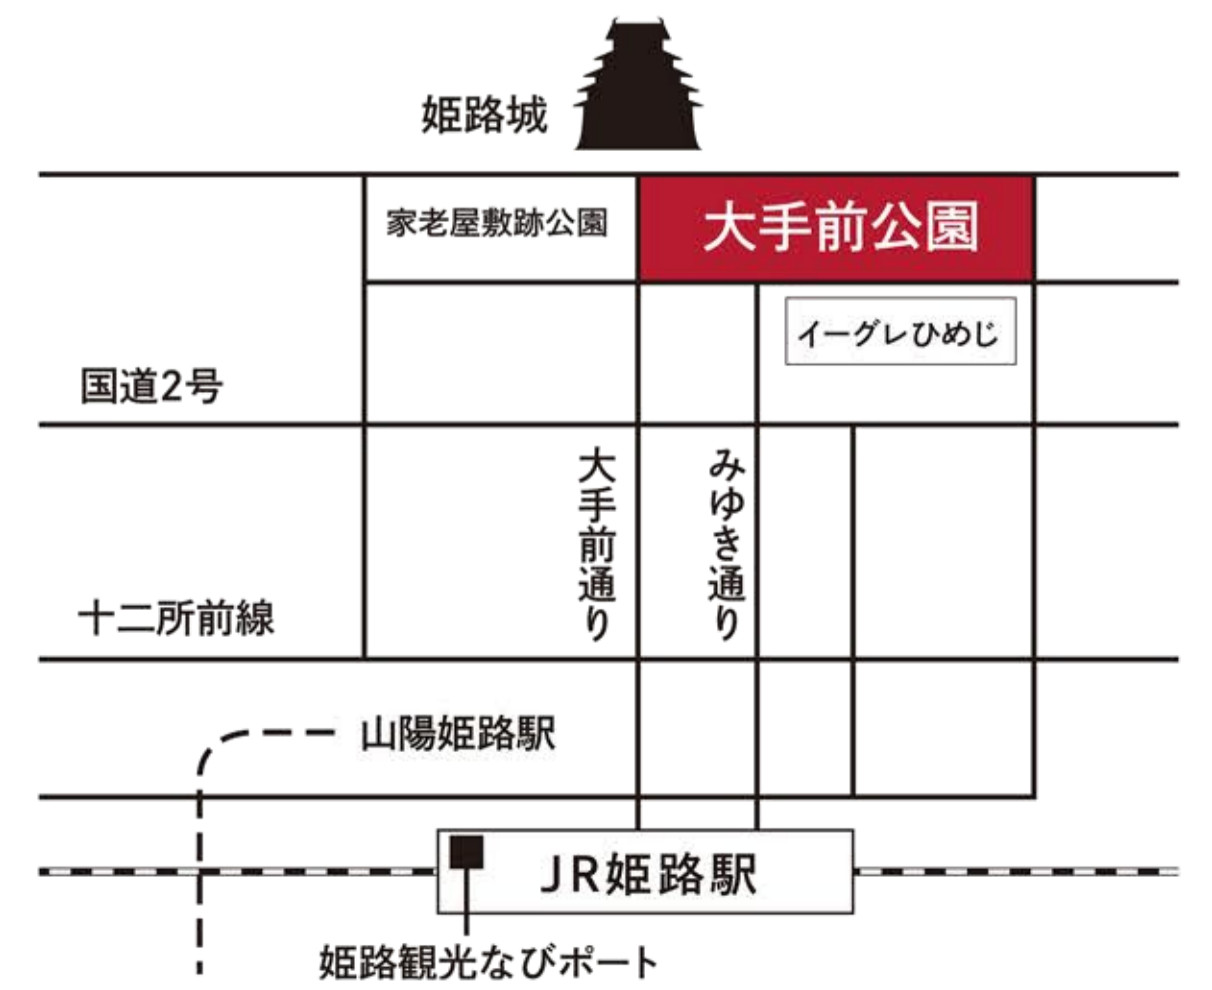 姫路城
家老屋敷跡公園
大手前公園
イーグレひめじ
国道2号
大手前通り
みゆき通り
十二所前線
山陽姫路駅
JR姫路駅
姫路観光なびポート